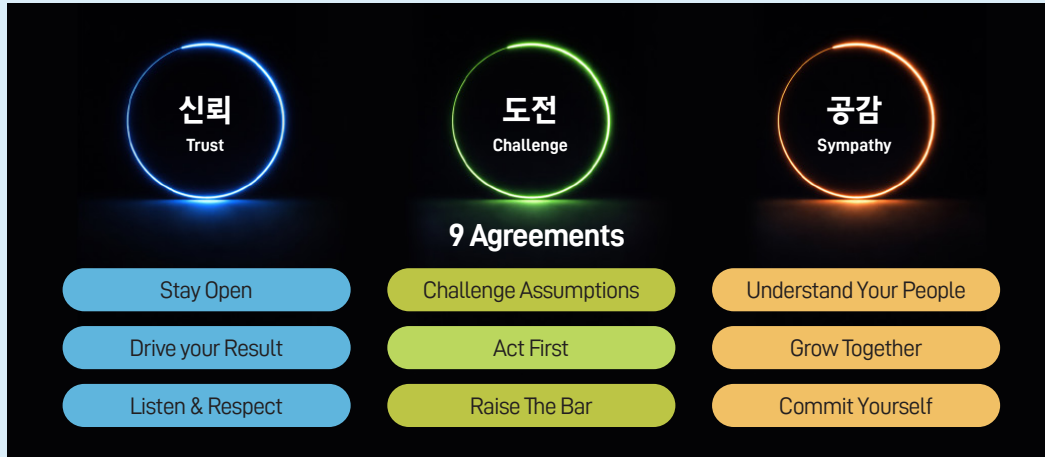 신뢰
Trust
도전
Challenge
공감
Sympathy
9 Agreements
Stay Open
Challenge Assumptions
Understand Your People
Drive your Result
Act First
Grow Together
Listen & Respect
Raise The Bar
Commit Yourself